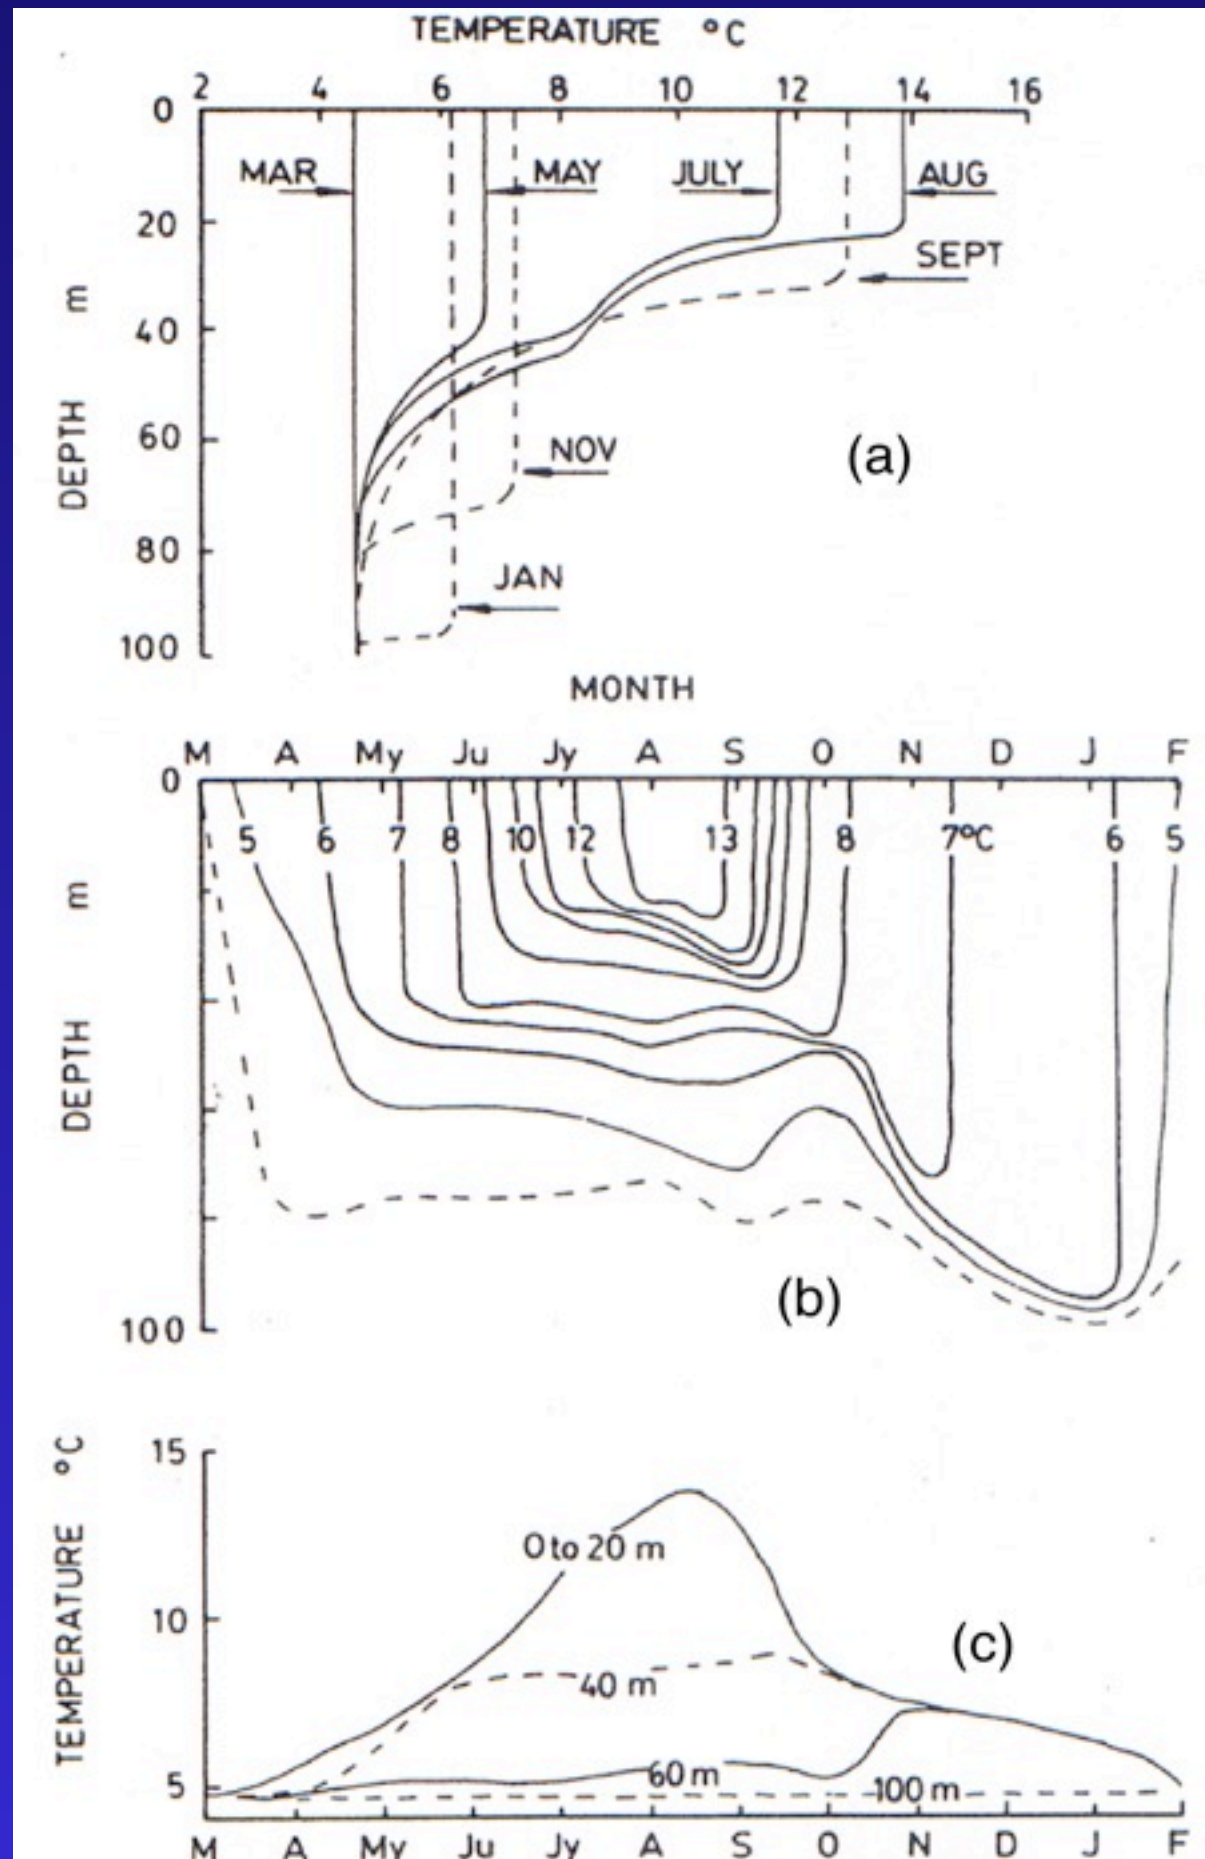 TEMPERATURE °C
2 4 6 8 10 12 14 16
0
MAR MAY JULY AUG
20
SEPT
40
60
NOV
(a)
80
JAN
100
DEPTH m
MONTH
M A My Ju Jy A S O N D J F
0
5 6 7 8 10 12 13 8 7°C 6 5
DEPTH m
(b)
100
15
0 to 20 m
10
(c)
40 m
60 m
5
100 m
TEMPERATURE °C
M A My Ju Jy A S O N D J F